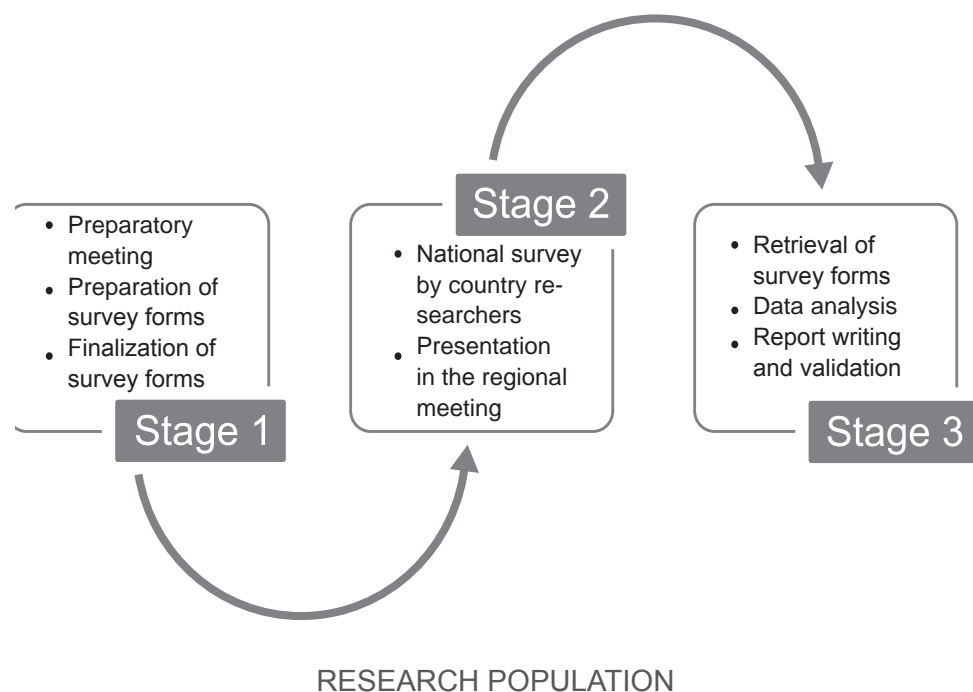 • Preparatory
meeting
• Preparation of
survey forms
• Finalization of
survey forms
Stage 1
Stage 2
• National survey
by country re-
searchers
• Presentation
in the regional
meeting
• Retrieval of
survey forms
• Data analysis
• Report writing
and validation
Stage 3
RESEARCH POPULATION